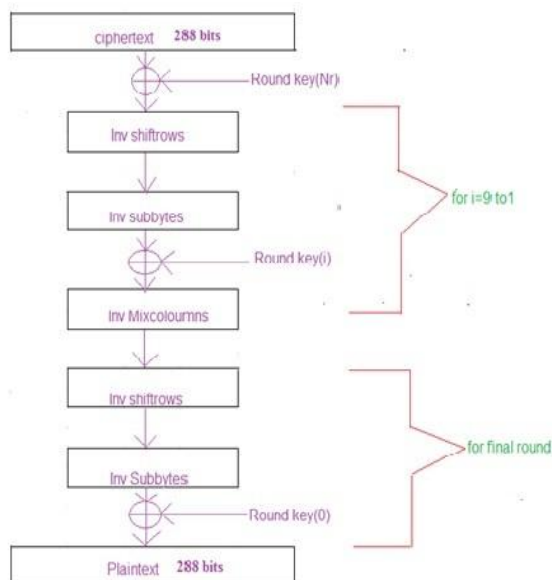 ciphertext 288 bits
Round key(Nr)
Inv shiftrows
for i=9 to1
Inv subbytes
Round key(i)
Inv Mixcoloumns
Inv shiftrows
for final round
Inv Subbytes
Round key(0)
Plaintext 288 bits